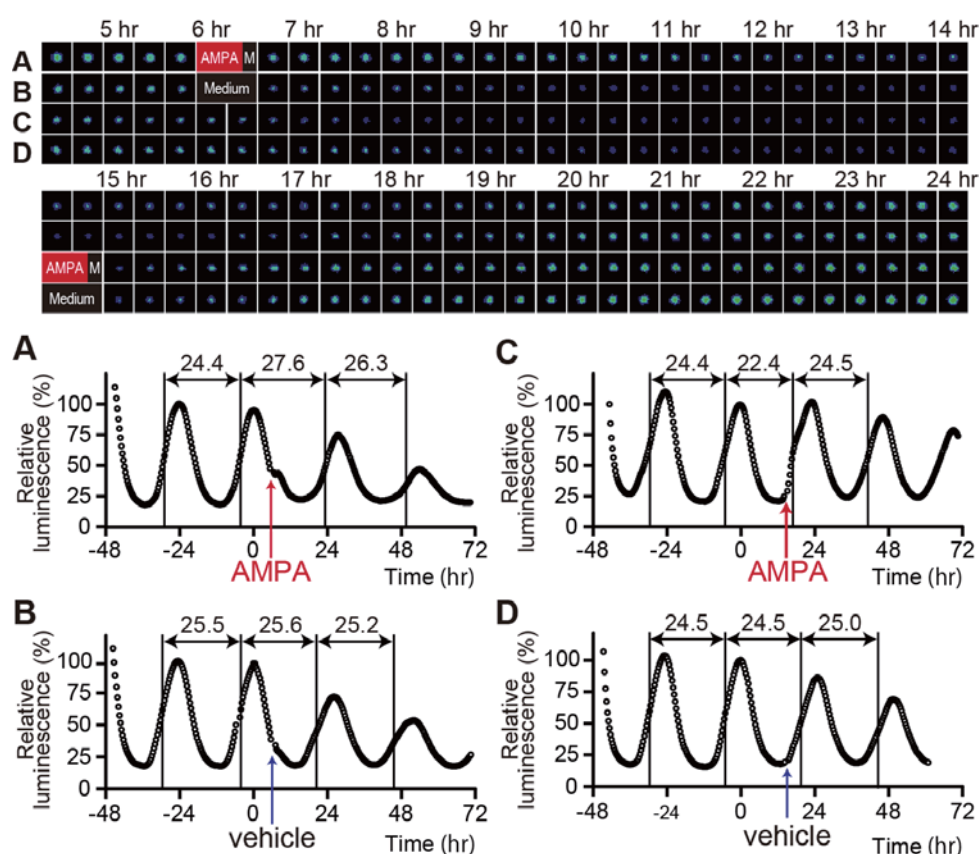 5 hr 6 hr 7 hr 8 hr 9 hr 10 hr 11 hr 12 hr 13 hr 14 hr
A AMPA M
B Medium
C
D
15 hr 16 hr 17 hr 18 hr 19 hr 20 hr 21 hr 22 hr 23 hr 24 hr
AMPA M
Medium
A
24.4 27.6 26.3
Relative
luminescence (%)
100
75
50
25
0
-48 -24 0 24 48 72
AMPA Time (hr)
C
24.4 22.4 24.5
Relative
luminescence (%)
100
75
50
25
0
-48 -24 0 24 48 72
AMPA Time (hr)
B
25.5 25.6 25.2
Relative
luminescence (%)
100
75
50
25
0
-48 -24 0 24 48 72
vehicle Time (hr)
D
24.5 24.5 25.0
Relative
luminescence (%)
100
75
50
25
0
-48 -24 0 24 48 72
vehicle Time (hr)